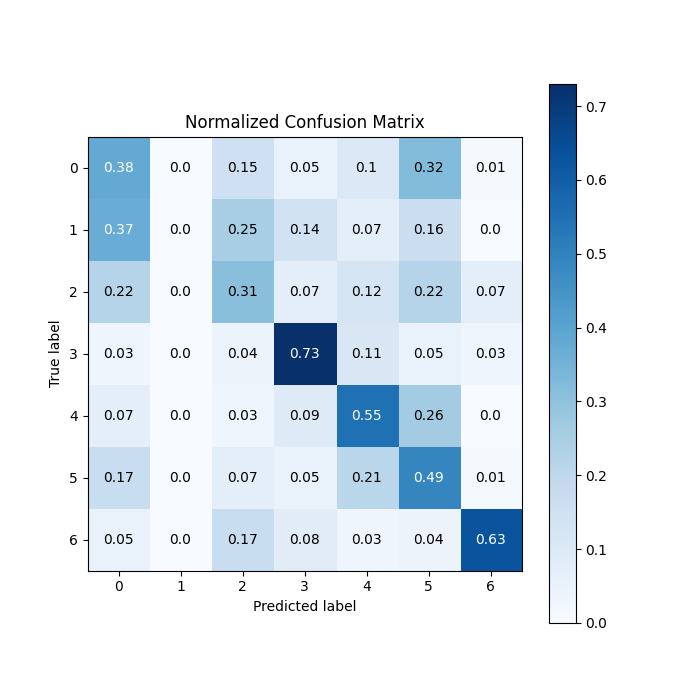 Normalized Confusion Matrix
0 0.38 0.0 0.15 0.05 0.1 0.32 0.01
1 0.37 0.0 0.25 0.14 0.07 0.16 0.0
2 0.22 0.0 0.31 0.07 0.12 0.22 0.07
3 0.03 0.0 0.04 0.73 0.11 0.05 0.03
4 0.07 0.0 0.03 0.09 0.55 0.26 0.0
5 0.17 0.0 0.07 0.05 0.21 0.49 0.01
6 0.05 0.0 0.17 0.08 0.03 0.04 0.63
0 1 2 3 4 5 6
Predicted label
True label
0.7
0.6
0.5
0.4
0.3
0.2
0.1
0.0